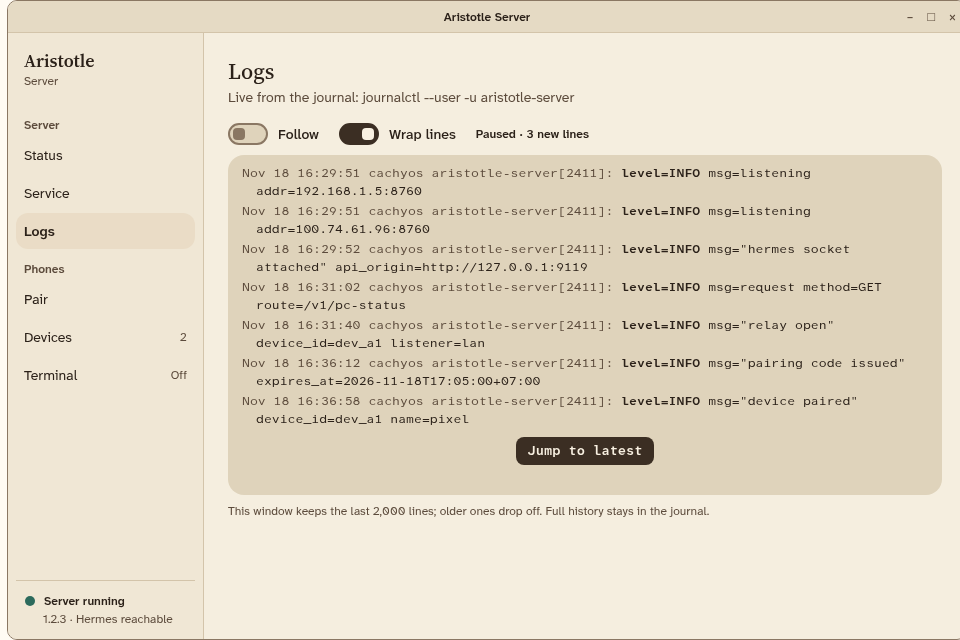 Aristotle Server
– □ ×
Aristotle
Server
Server
Status
Service
Logs
Phones
Pair
Devices 2
Terminal Off
Server running
1.2.3 · Hermes reachable
Logs
Live from the journal: journalctl --user -u aristotle-server
Follow Wrap lines Paused · 3 new lines
Nov 18 16:29:51 cachyos aristotle-server[2411]: level=INFO msg=listening
addr=192.168.1.5:8760
Nov 18 16:29:51 cachyos aristotle-server[2411]: level=INFO msg=listening
addr=100.74.61.96:8760
Nov 18 16:29:52 cachyos aristotle-server[2411]: level=INFO msg="hermes socket
attached" api_origin=http://127.0.0.1:9119
Nov 18 16:31:02 cachyos aristotle-server[2411]: level=INFO msg=request method=GET
route=/v1/pc-status
Nov 18 16:31:40 cachyos aristotle-server[2411]: level=INFO msg="relay open"
device_id=dev_a1 listener=lan
Nov 18 16:36:12 cachyos aristotle-server[2411]: level=INFO msg="pairing code issued"
expires_at=2026-11-18T17:05:00+07:00
Nov 18 16:36:58 cachyos aristotle-server[2411]: level=INFO msg="device paired"
device_id=dev_a1 name=pixel
Jump to latest
This window keeps the last 2,000 lines; older ones drop off. Full history stays in the journal.